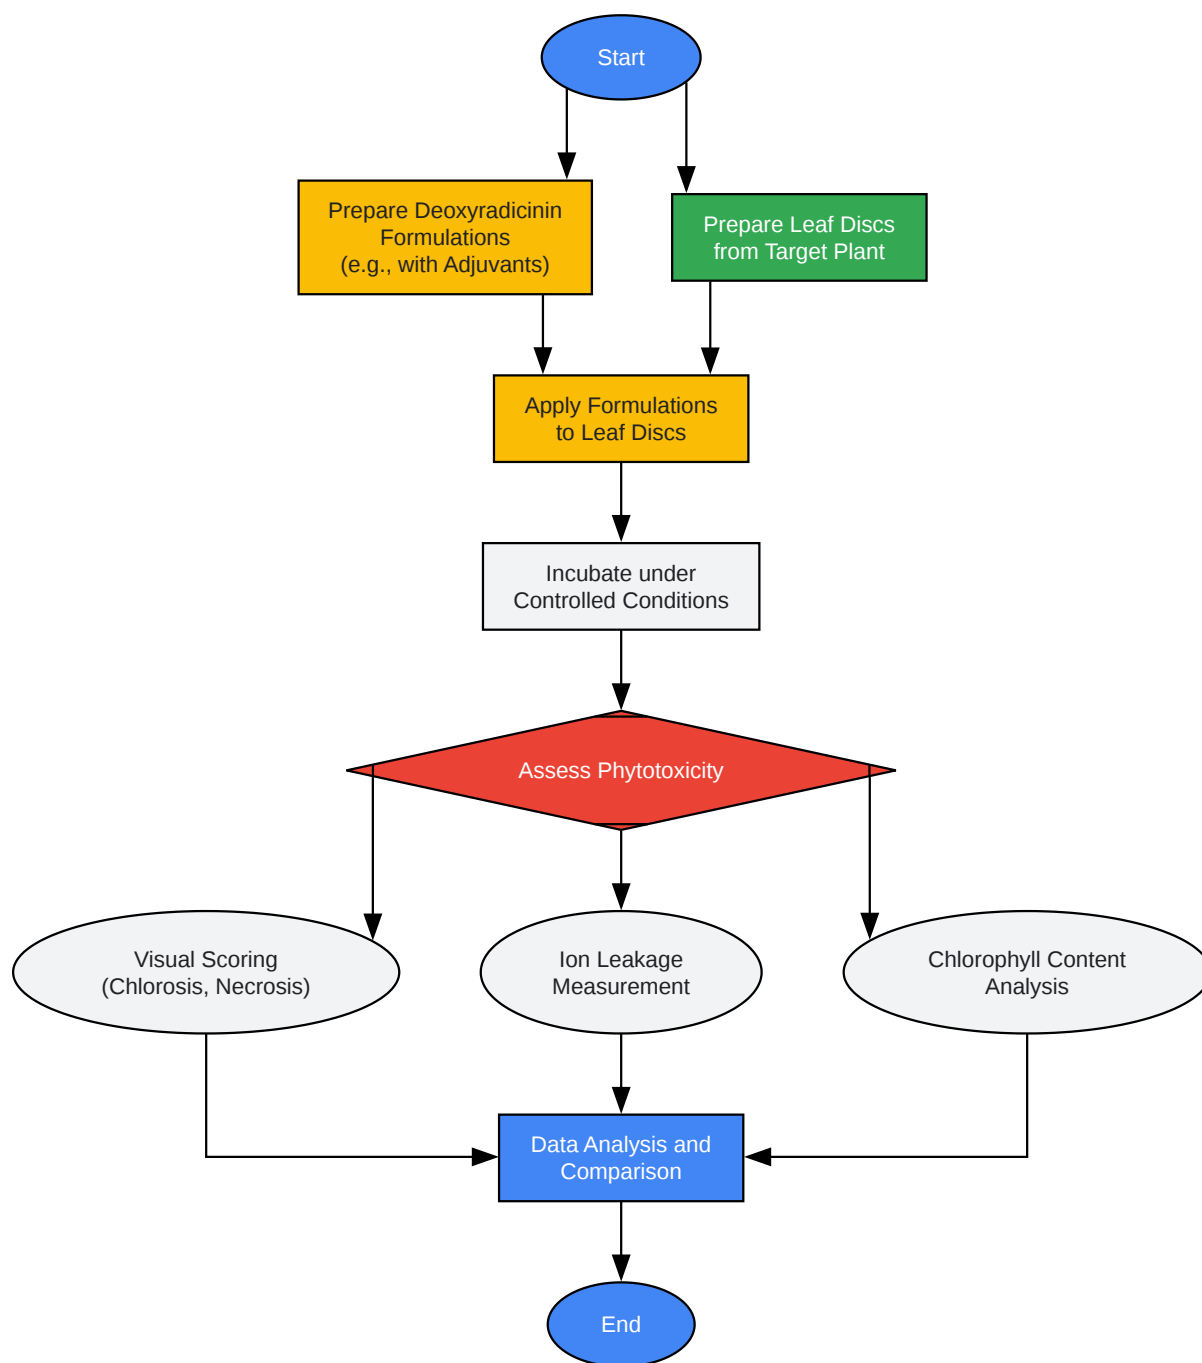 Start
Prepare Deoxyradicinin
Formulations
(e.g., with Adjuvants)
Prepare Leaf Discs
from Target Plant
Apply Formulations
to Leaf Discs
Incubate under
Controlled Conditions
Assess Phytotoxicity
Visual Scoring
(Chlorosis, Necrosis)
Ion Leakage
Measurement
Chlorophyll Content
Analysis
Data Analysis and
Comparison
End